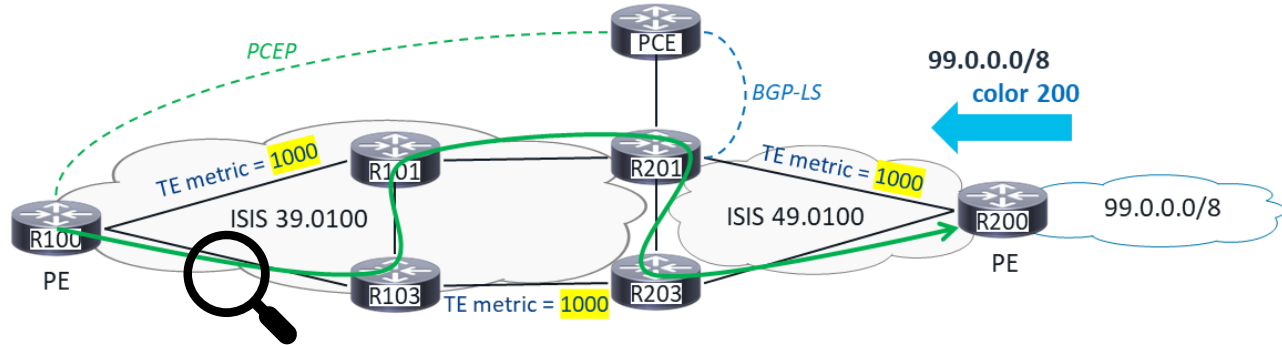 PCEP
PCE
BGP-LS
99.0.0.0/8
color 200
TE metric = 1000
R101
R201
TE metric = 1000
R100
PE
ISIS 39.0100
ISIS 49.0100
R200
PE
99.0.0.0/8
R103
TE metric = 1000
R203